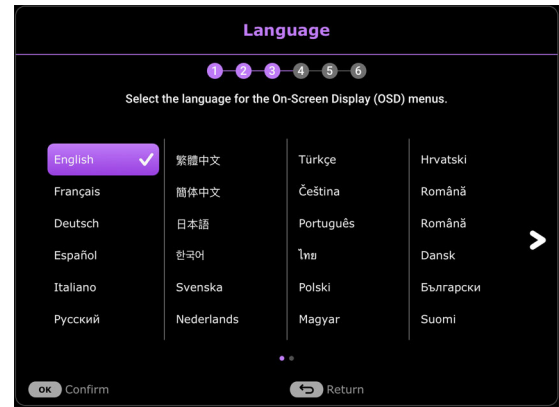 Language
1 2 3 4 5 6
Select the language for the On-Screen Display (OSD) menus.
English
Français
Deutsch
Español
Italiano
Русский
繁體中文
簡体中文
日本語
한국어
Svenska
Nederlands
Türkçe
Čeština
Português
ไทย
Polski
Magyar
Hrvatski
Română
Română
Dansk
Български
Suomi
OK Confirm
Return